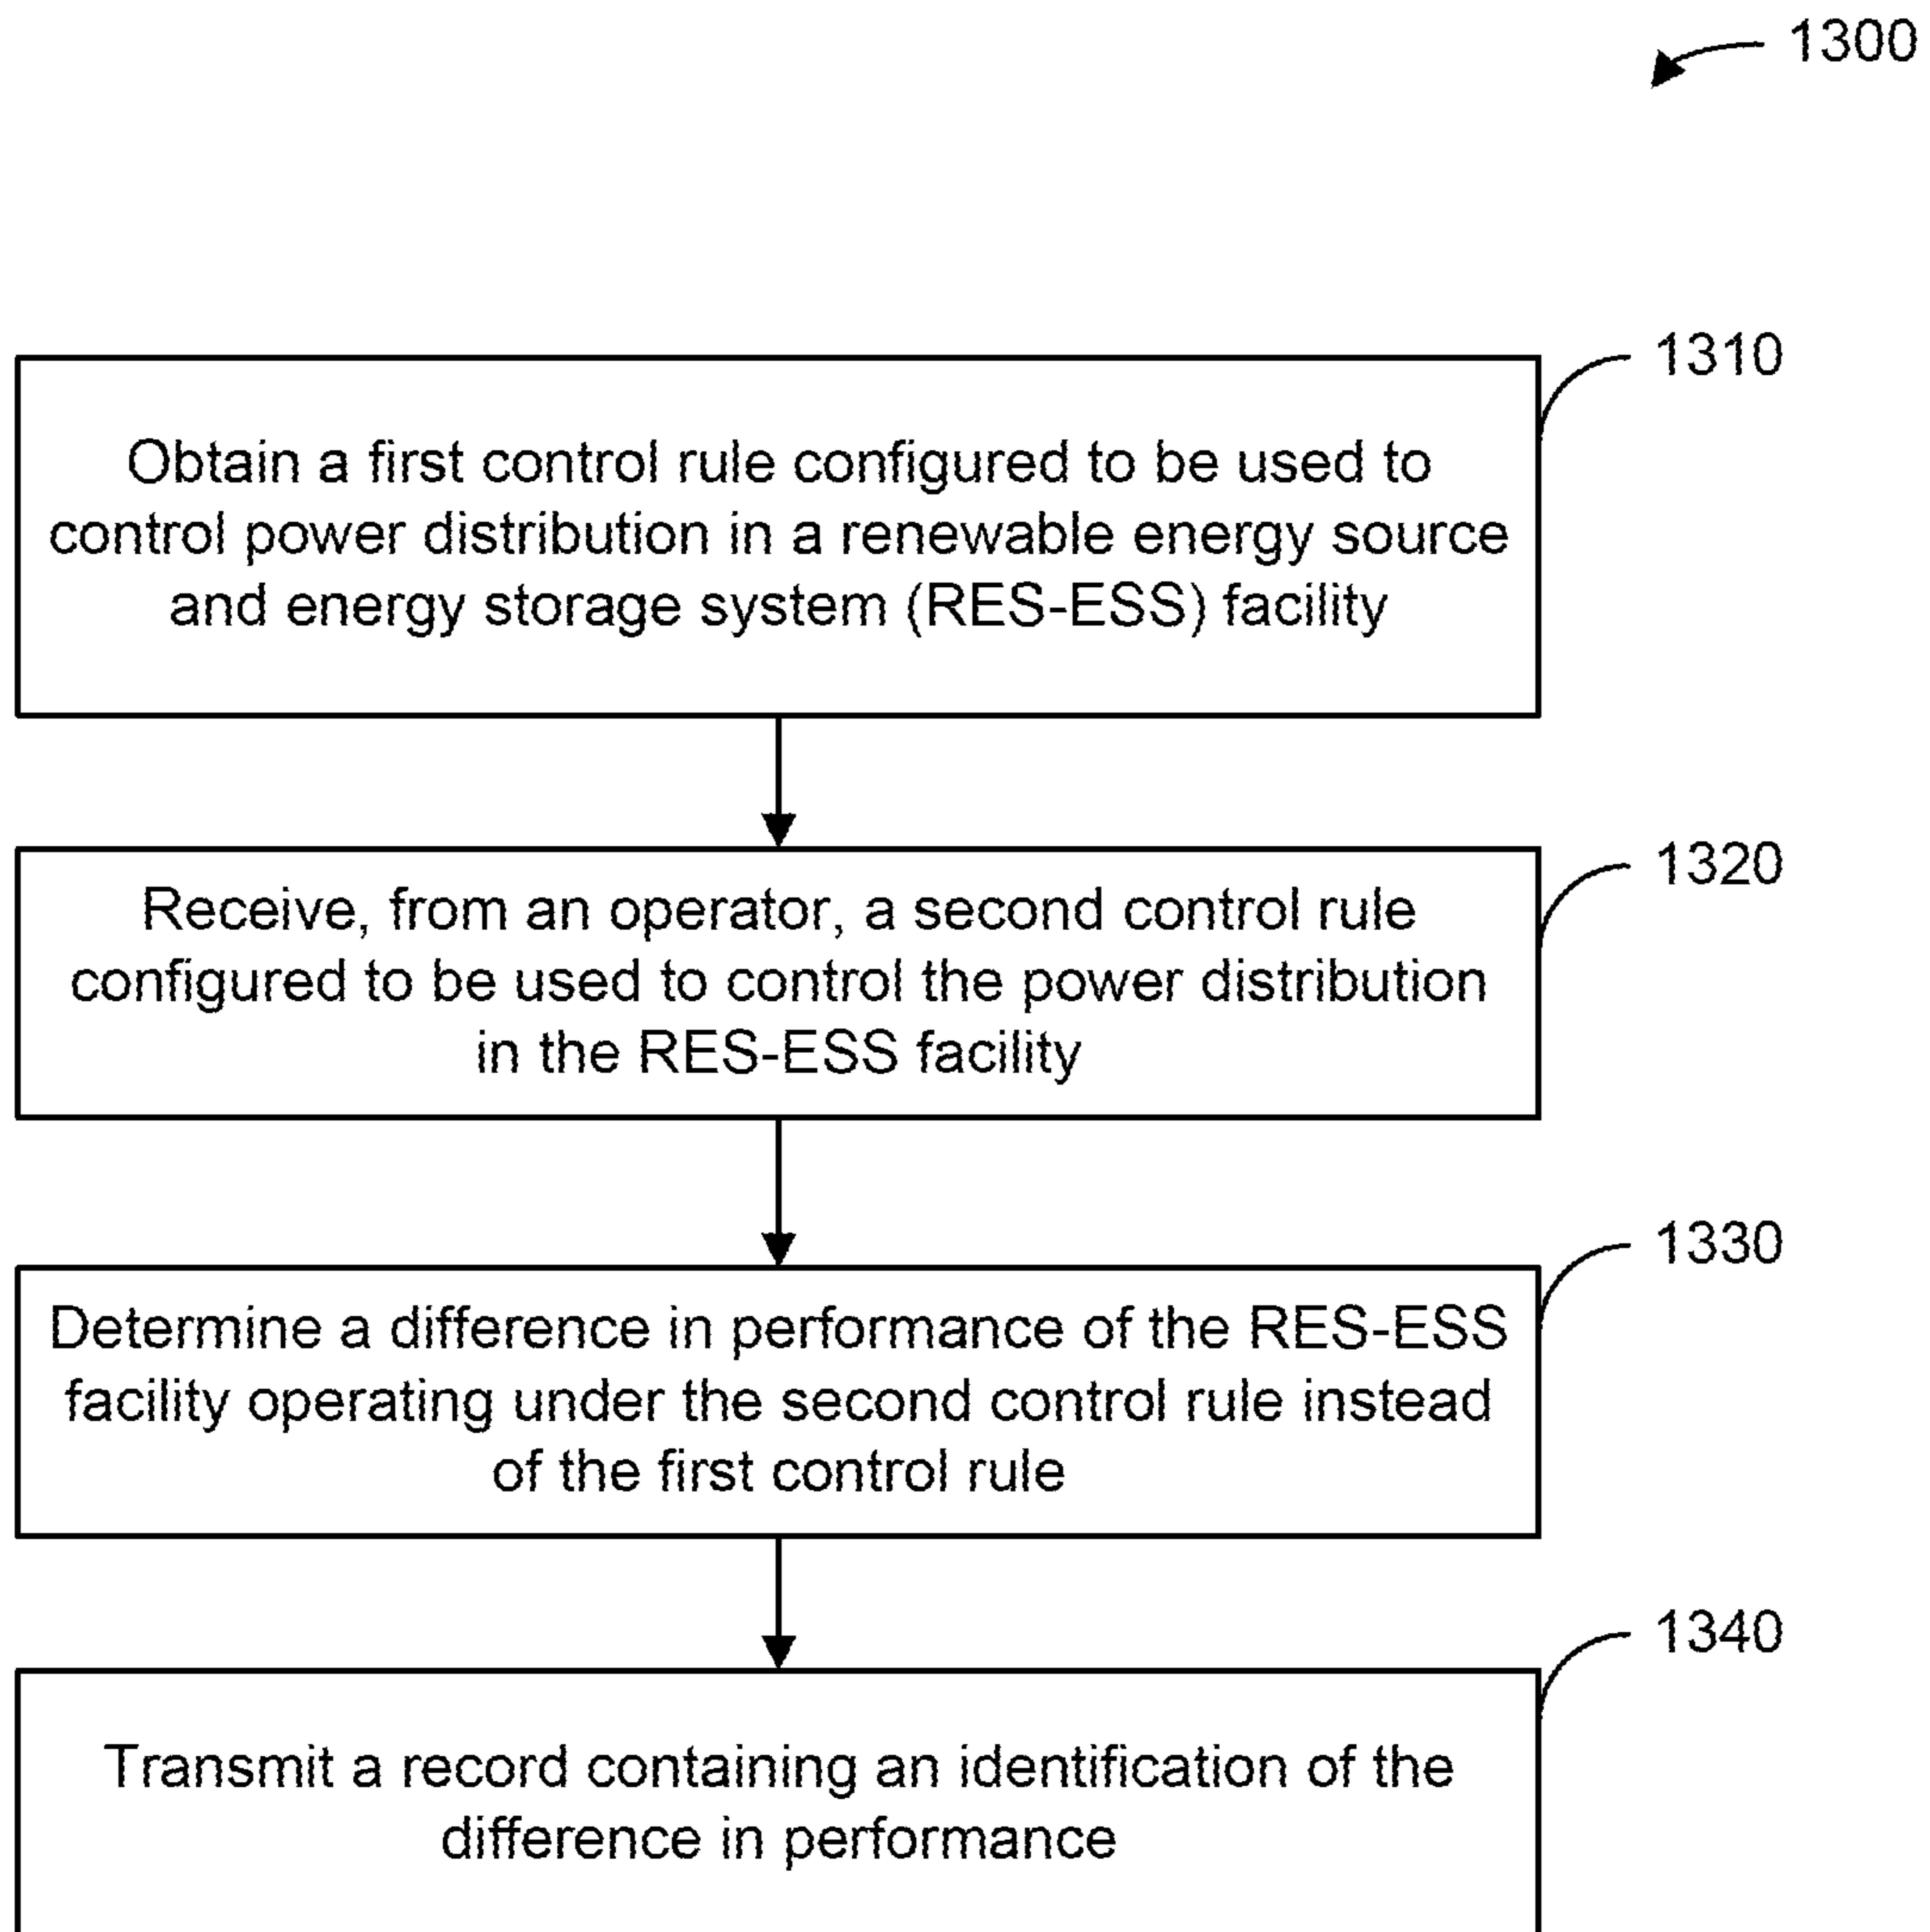 1300
1310
Obtain a first control rule configured to be used to
control power distribution in a renewable energy source
and energy storage system (RES-ESS) facility
1320
Receive, from an operator, a second control rule
configured to be used to control the power distribution
in the RES-ESS facility
1330
Determine a difference in performance of the RES-ESS
facility operating under the second control rule instead
of the first control rule
1340
Transmit a record containing an identification of the
difference in performance